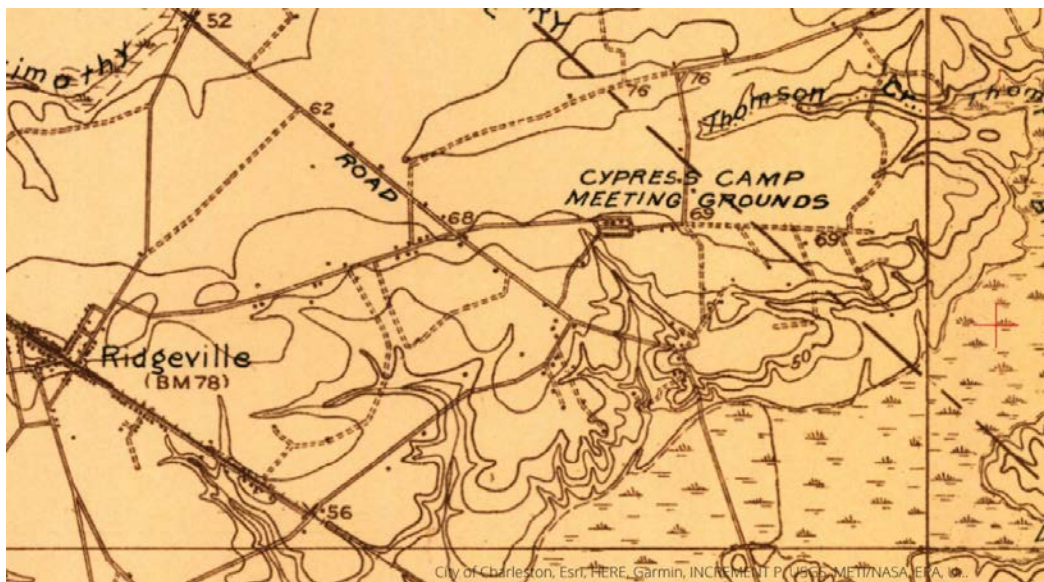 52
imothy
62
76
76
Thomson
Cr
Thom
ROAD
CYPRESS CAMP
MEETING GROUNDS
68
69
69
Ridgeville
(BM78)
50
56
City of Charleston, Esri, HERE, Garmin, INCREMENT P, USGS, METI/NASA, EPA, U